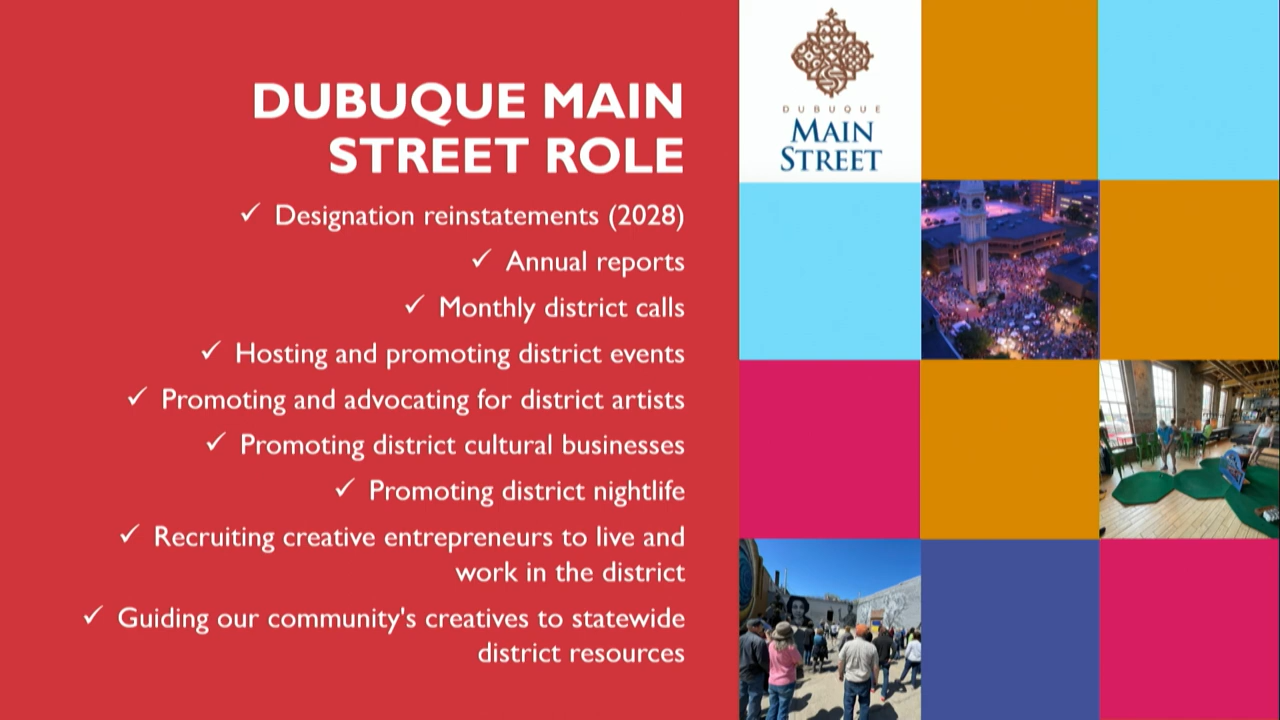 DUBUQUE MAIN
STREET ROLE
✓ Designation reinstatements (2028)
✓ Annual reports
✓ Monthly district calls
✓ Hosting and promoting district events
✓ Promoting and advocating for district artists
✓ Promoting district cultural businesses
✓ Promoting district nightlife
✓ Recruiting creative entrepreneurs to live and
work in the district
✓ Guiding our community's creatives to statewide
district resources
DUBUQUE
MAIN
STREET